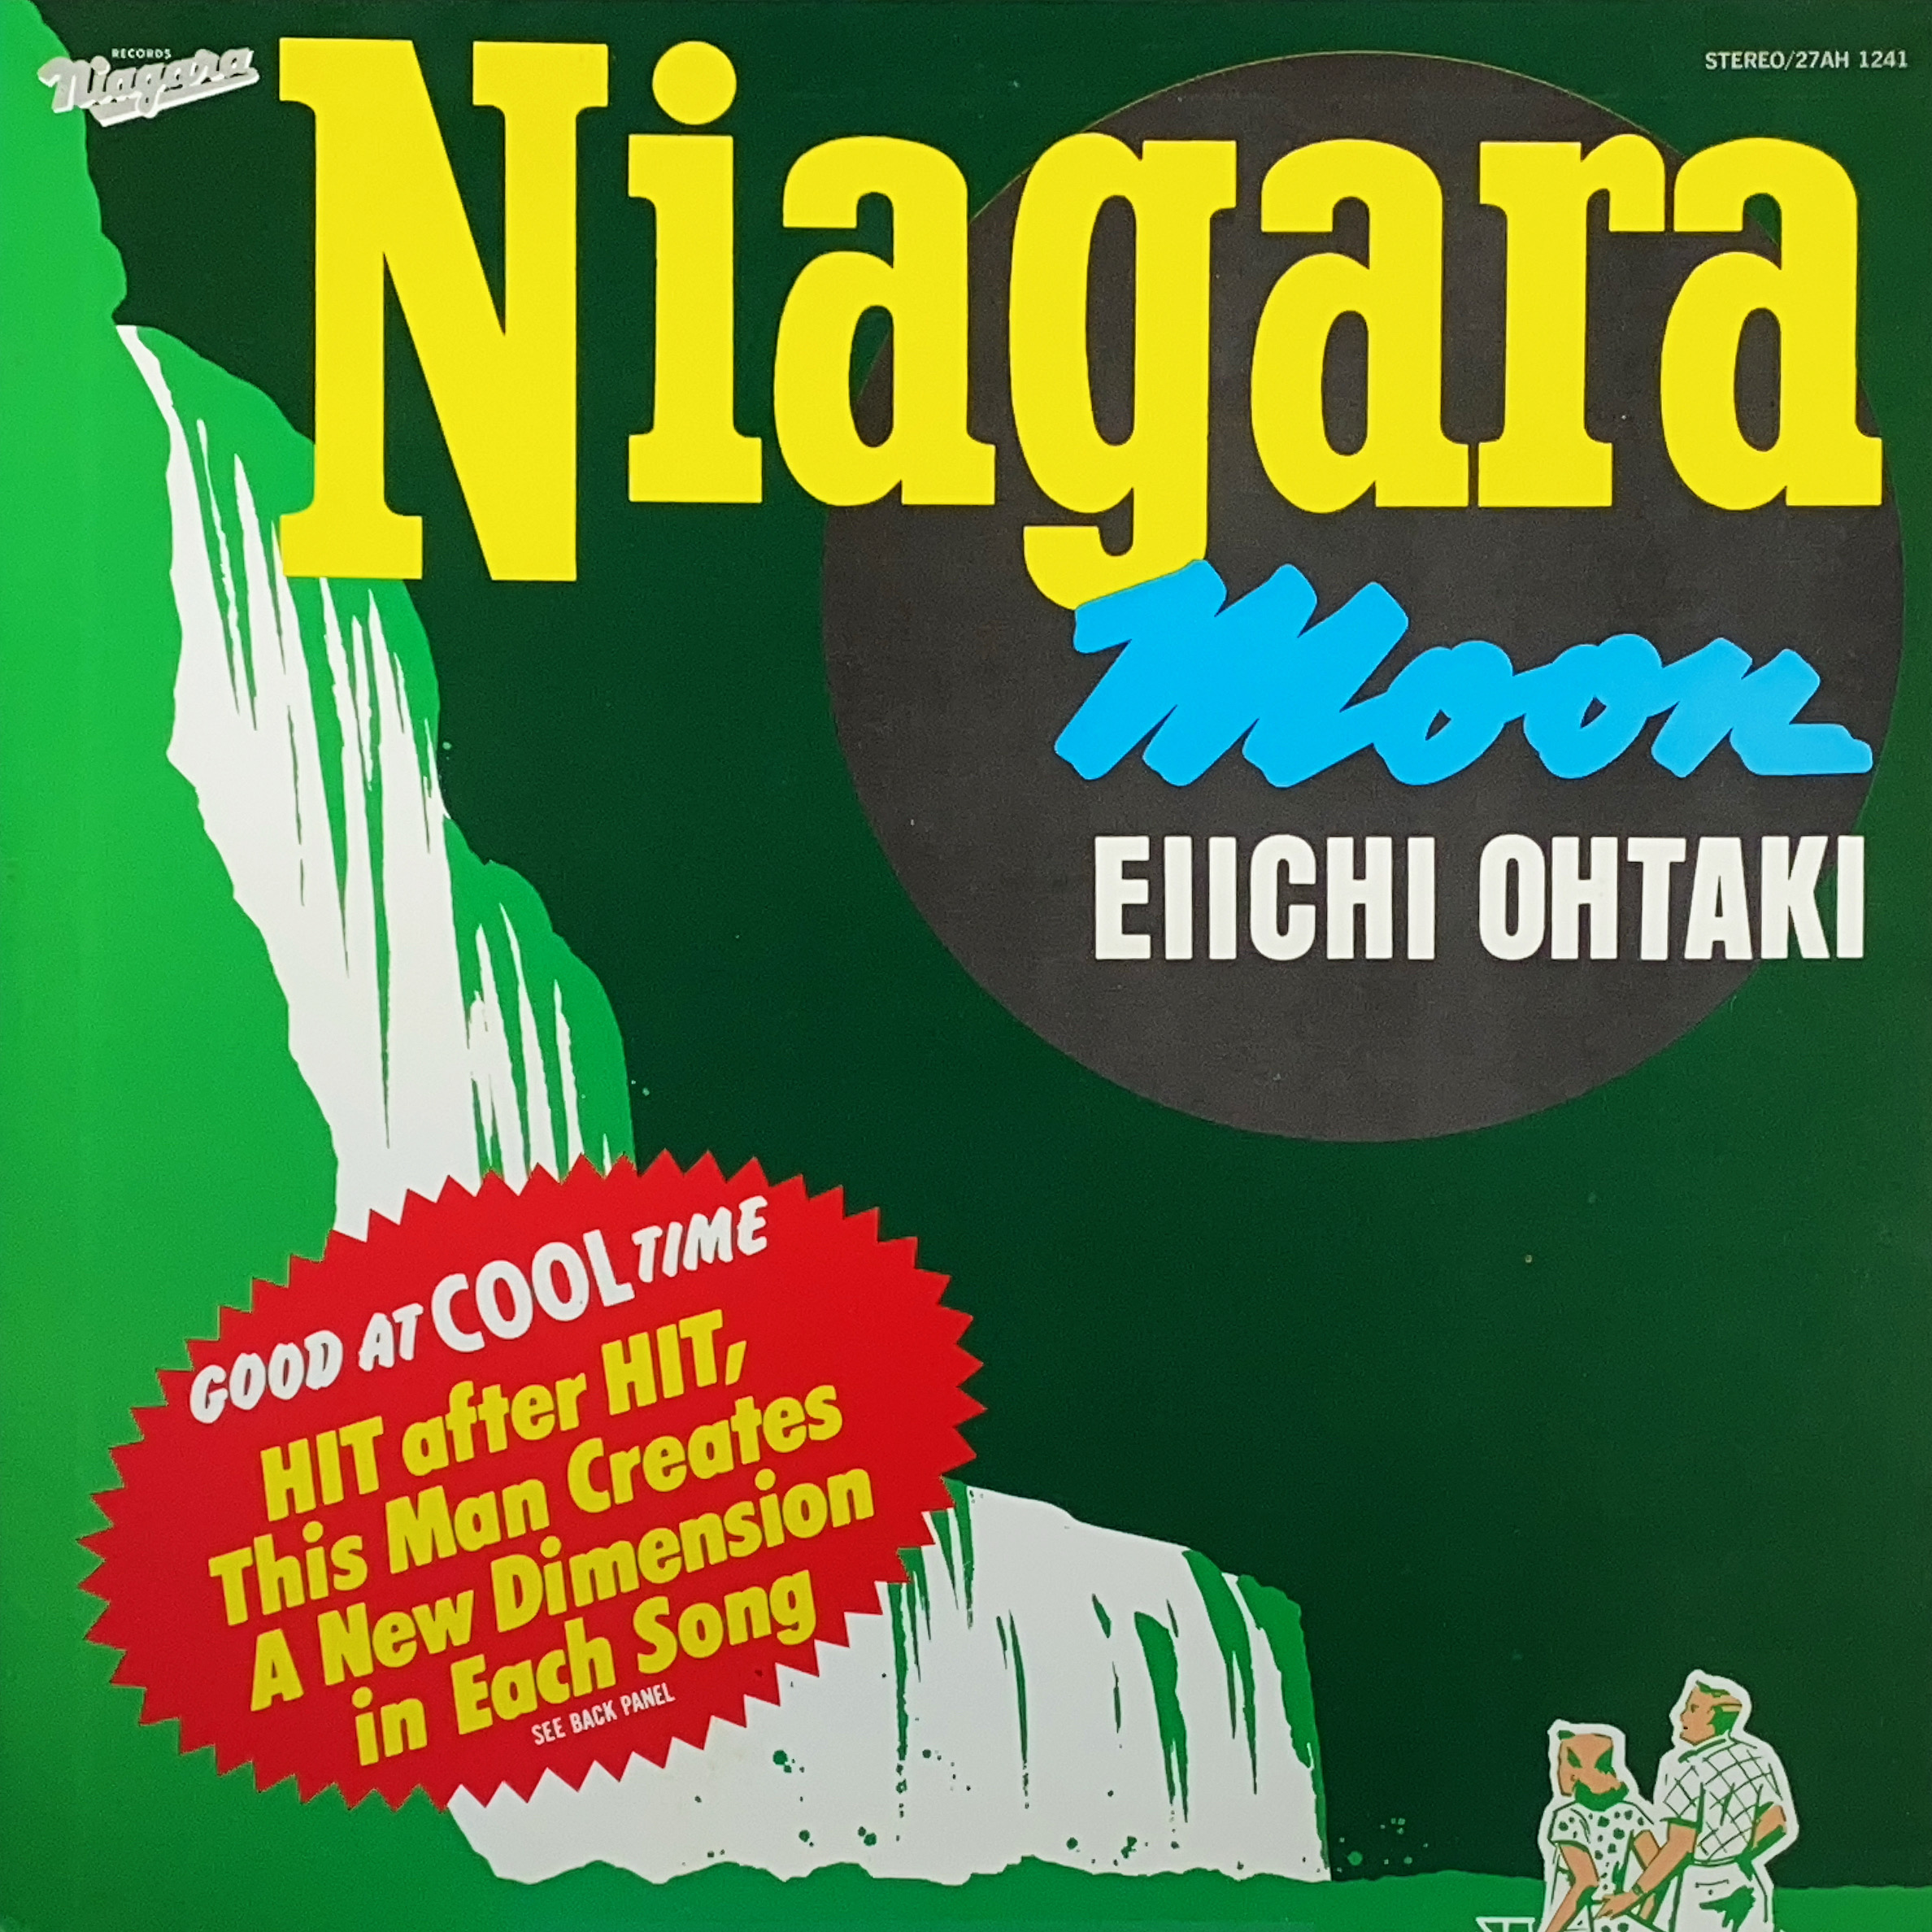 RECORDS
Niagara
STEREO/27AH 1241
Niagara
Moon
EIICHI OHTAKI
GOOD AT COOL TIME
HIT after HIT,
This Man Creates
A New Dimension
in Each Song
SEE BACK PANEL